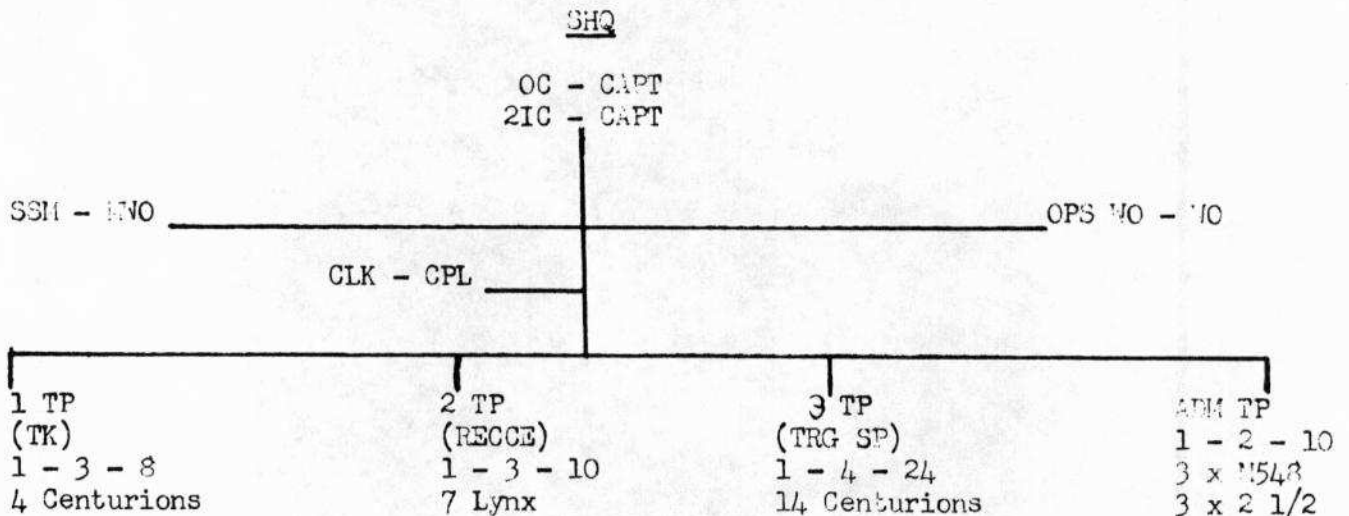 SHQ
OC - CAPT
2IC - CAPT
SSM - MWO
OPS WO - WO
CLK - CPL
1 TP
(TK)
1 - 3 - 8
4 Centurions
2 TP
(RECCE)
1 - 3 - 10
7 Lynx
3 TP
(TRG SP)
1 - 4 - 24
14 Centurions
ADM TP
1 - 2 - 10
3 x M548
3 x 2 1/2